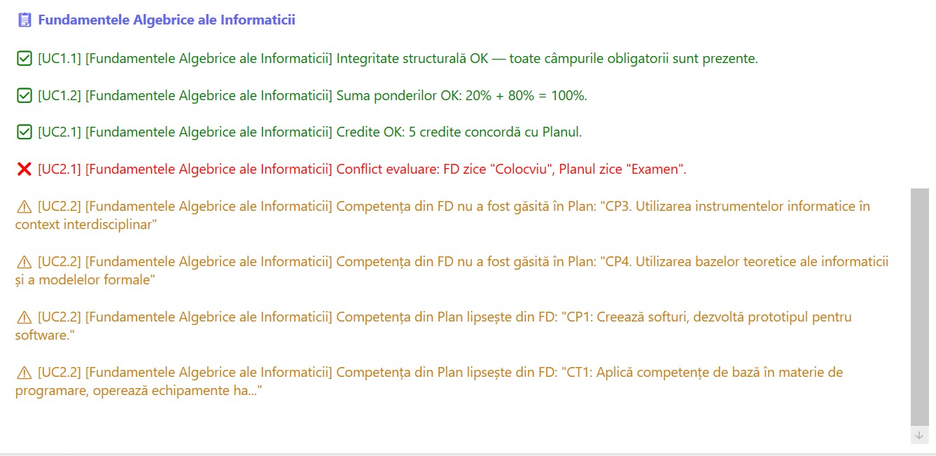 Fundamentele Algebrice ale Informaticii
[UC1.1] [Fundamentele Algebrice ale Informaticii] Integritate structurală OK — toate câmpurile obligatorii sunt prezente.
[UC1.2] [Fundamentele Algebrice ale Informaticii] Suma ponderilor OK: 20% + 80% = 100%.
[UC2.1] [Fundamentele Algebrice ale Informaticii] Credite OK: 5 credite concordă cu Planul.
[UC2.1] [Fundamentele Algebrice ale Informaticii] Conflict evaluare: FD zice "Colocviu", Planul zice "Examen".
[UC2.2] [Fundamentele Algebrice ale Informaticii] Competența din FD nu a fost găsită în Plan: "CP3. Utilizarea instrumentelor informatice în
context interdisciplinar"
[UC2.2] [Fundamentele Algebrice ale Informaticii] Competența din FD nu a fost găsită în Plan: "CP4. Utilizarea bazelor teoretice ale informaticii
și a modelelor formale"
[UC2.2] [Fundamentele Algebrice ale Informaticii] Competența din Plan lipsește din FD: "CP1: Creează softuri, dezvoltă prototipul pentru
software."
[UC2.2] [Fundamentele Algebrice ale Informaticii] Competența din Plan lipsește din FD: "CT1: Aplică competențe de bază în materie de
programare, operează echipamente ha..."